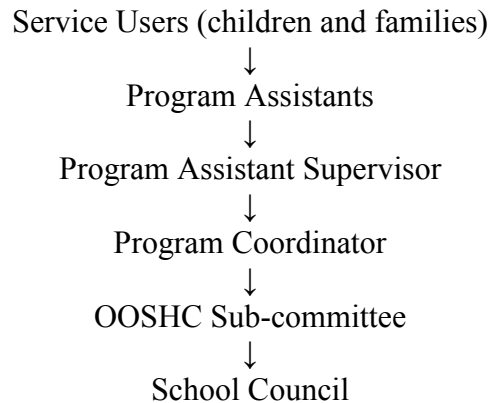 Service Users (children and families)
↓
Program Assistants
↓
Program Assistant Supervisor
↓
Program Coordinator
↓
OOSHC Sub-committee
↓
School Council